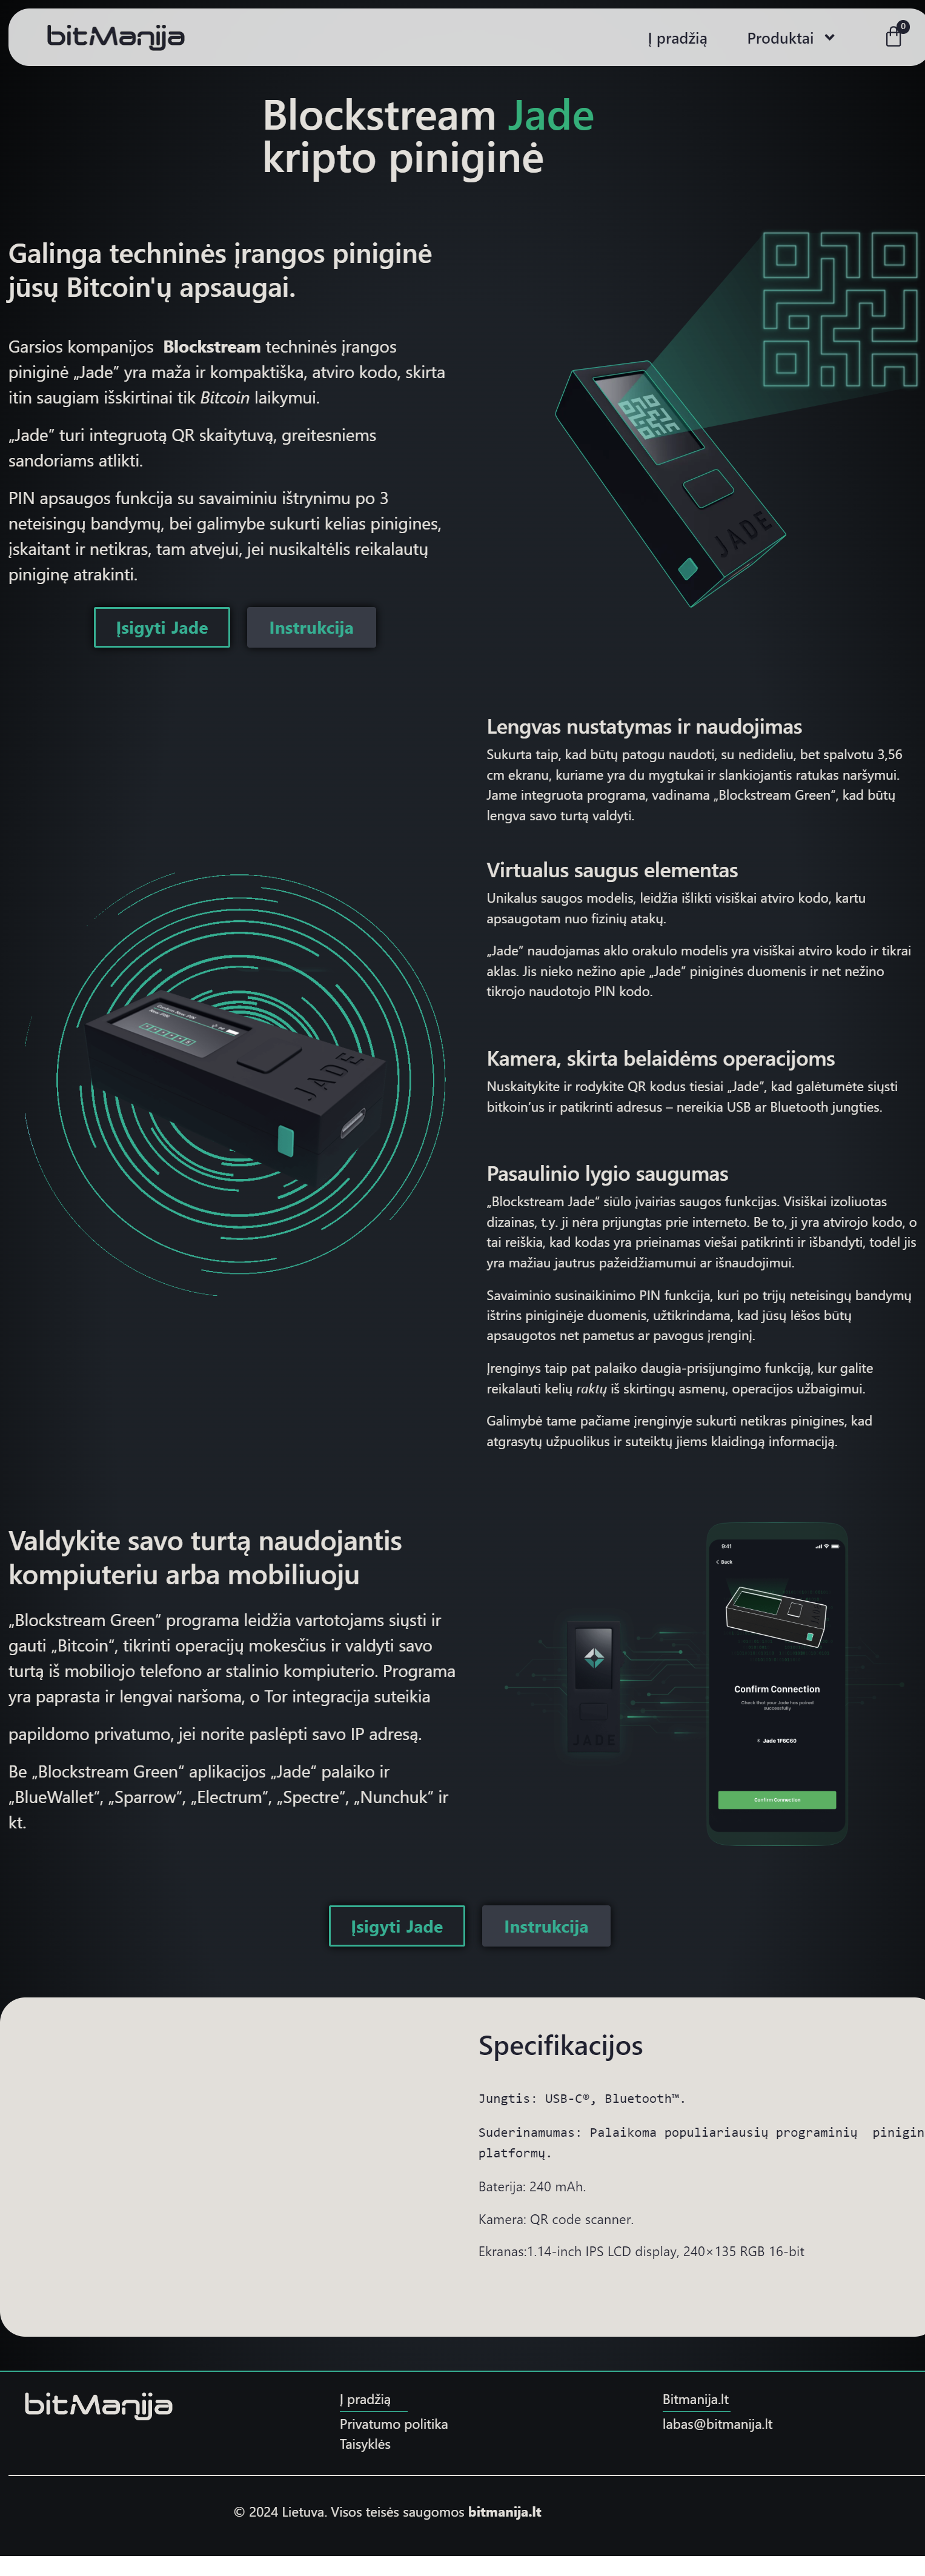 bitManija
Į pradžią
Produktai
0
Blockstream Jade
kripto piniginė
Galinga techninės įrangos piniginė
jūsų Bitcoin'ų apsaugai.
Garsios kompanijos Blockstream techninės įrangos
piniginė „Jade” yra maža ir kompaktiška, atviro kodo, skirta
itin saugiam išskirtinai tik Bitcoin laikymui.
„Jade” turi integruotą QR skaitytuvą, greitesniems
sandoriams atlikti.
PIN apsaugos funkcija su savaiminiu ištrynimu po 3
neteisingų bandymų, bei galimybe sukurti kelias pinigines,
įskaitant ir netikras, tam atvejui, jei nusikaltėlis reikalautų
piniginę atrakinti.
JADE
Įsigyti Jade
Instrukcija
Lengvas nustatymas ir naudojimas
Sukurta taip, kad būtų patogu naudoti, su nedideliu, bet spalvotu 3,56
cm ekranu, kuriame yra du mygtukai ir slankiojantis ratukas naršymui.
Jame integruota programa, vadinama „Blockstream Green“, kad būtų
lengva savo turtą valdyti.
Virtualus saugus elementas
Unikalus saugos modelis, leidžia išlikti visiškai atviro kodo, kartu
apsaugotam nuo fizinių atakų.
„Jade” naudojamas aklo orakulo modelis yra visiškai atviro kodo ir tikrai
aklas. Jis nieko nežino apie „Jade” piniginės duomenis ir net nežino
tikrojo naudotojo PIN kodo.
JADE
Kamera, skirta belaidėms operacijoms
Nuskaitykite ir rodykite QR kodus tiesiai „Jade”, kad galėtumėte siųsti
bitkoin’us ir patikrinti adresus – nereikia USB ar Bluetooth jungties.
Pasaulinio lygio saugumas
„Blockstream Jade“ siūlo įvairias saugos funkcijas. Visiškai izoliuotas
dizainas, t.y. ji nėra prijungtas prie interneto. Be to, ji yra atvirojo kodo, o
tai reiškia, kad kodas yra prieinamas viešai patikrinti ir išbandyti, todėl jis
yra mažiau jautrus pažeidžiamumui ar išnaudojimui.
Savaiminio susinaikinimo PIN funkcija, kuri po trijų neteisingų bandymų
ištrins piniginėje duomenis, užtikrindama, kad jūsų lėšos būtų
apsaugotos net pametus ar pavogus įrenginį.
Įrenginys taip pat palaiko daugia-prisijungimo funkciją, kur galite
reikalauti kelių raktų iš skirtingų asmenų, operacijos užbaigimui.
Galimybė tame pačiame įrenginyje sukurti netikras pinigines, kad
atgrasytų užpuolikus ir suteiktų jiems klaidingą informaciją.
Valdykite savo turtą naudojantis
kompiuteriu arba mobiliuoju
„Blockstream Green“ programa leidžia vartotojams siųsti ir
gauti „Bitcoin“, tikrinti operacijų mokesčius ir valdyti savo
turtą iš mobiliojo telefono ar stalinio kompiuterio. Programa
yra paprasta ir lengvai naršoma, o Tor integracija suteikia
papildomo privatumo, jei norite paslėpti savo IP adresą.
Be „Blockstream Green“ aplikacijos „Jade“ palaiko ir
„BlueWallet“, „Sparrow“, „Electrum“, „Spectre“, „Nunchuk“ ir
kt.
JADE
9:41
Back
Confirm Connection
Check that your Jade has paired
successfully
Jade 1F6C60
Confirm Connection
Įsigyti Jade
Instrukcija
Specifikacijos
Jungtis: USB-C®, Bluetooth™.
Suderinamumas: Palaikoma populiariausių programinių pinigin
platformų.
Baterija: 240 mAh.
Kamera: QR code scanner.
Ekranas:1.14-inch IPS LCD display, 240×135 RGB 16-bit
bitManija
Į pradžią
Privatumo politika
Taisyklės
Bitmanija.lt
labas@bitmanija.lt
© 2024 Lietuva. Visos teisės saugomos bitmanija.lt